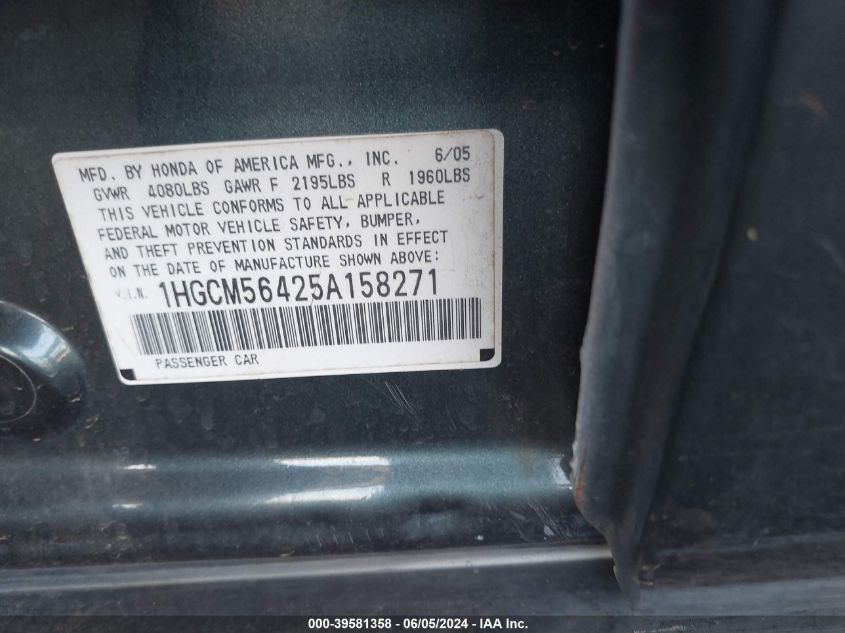 MFD. BY HONDA OF AMERICA MFG., INC. 6/05
GVWR 4080LBS GAWR F 2195LBS R 1960LBS
THIS VEHICLE CONFORMS TO ALL APPLICABLE
FEDERAL MOTOR VEHICLE SAFETY, BUMPER,
AND THEFT PREVENTION STANDARDS IN EFFECT
ON THE DATE OF MANUFACTURE SHOWN ABOVE:
V.I.N. 1HGCM56425A158271
PASSENGER CAR
000-39581358 - 06/05/2024 - IAA Inc.